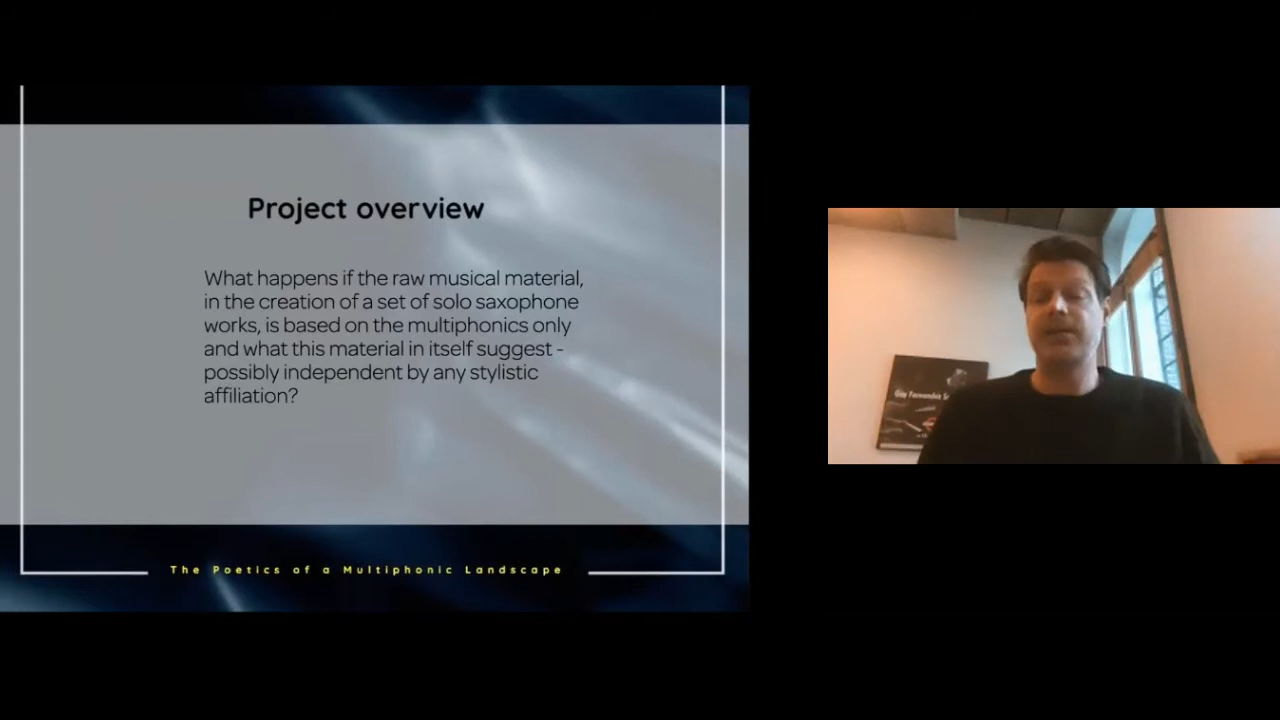 Project overview
What happens if the raw musical material,
in the creation of a set of solo saxophone
works, is based on the multiphonics only
and what this material in itself suggest -
possibly independent by any stylistic
affiliation?
The Poetics of a Multiphonic Landscape